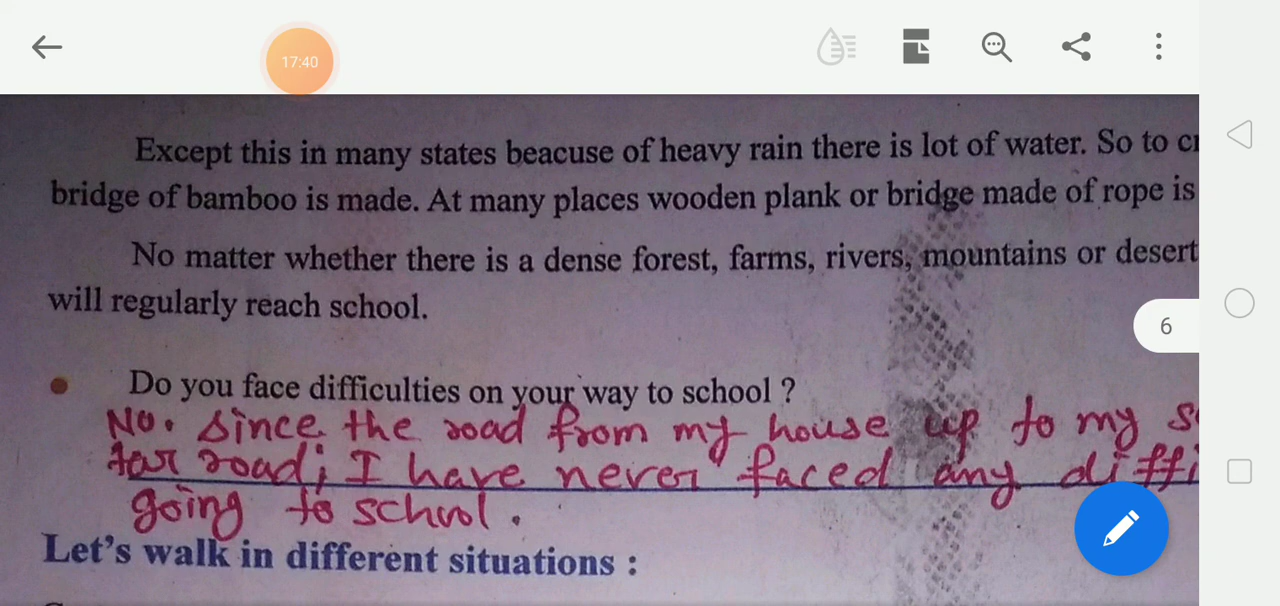 17:40
Except this in many states beacuse of heavy rain there is lot of water. So to
bridge of bamboo is made. At many places wooden plank or bridge made of rope is
No matter whether there is a dense forest, farms, rivers, mountains or desert
will regularly reach school.
6
Do you face difficulties on your way to school ?
No. Since the road from my house up to my
tar road; I have never faced any
going to school.
Let's walk in different situations :